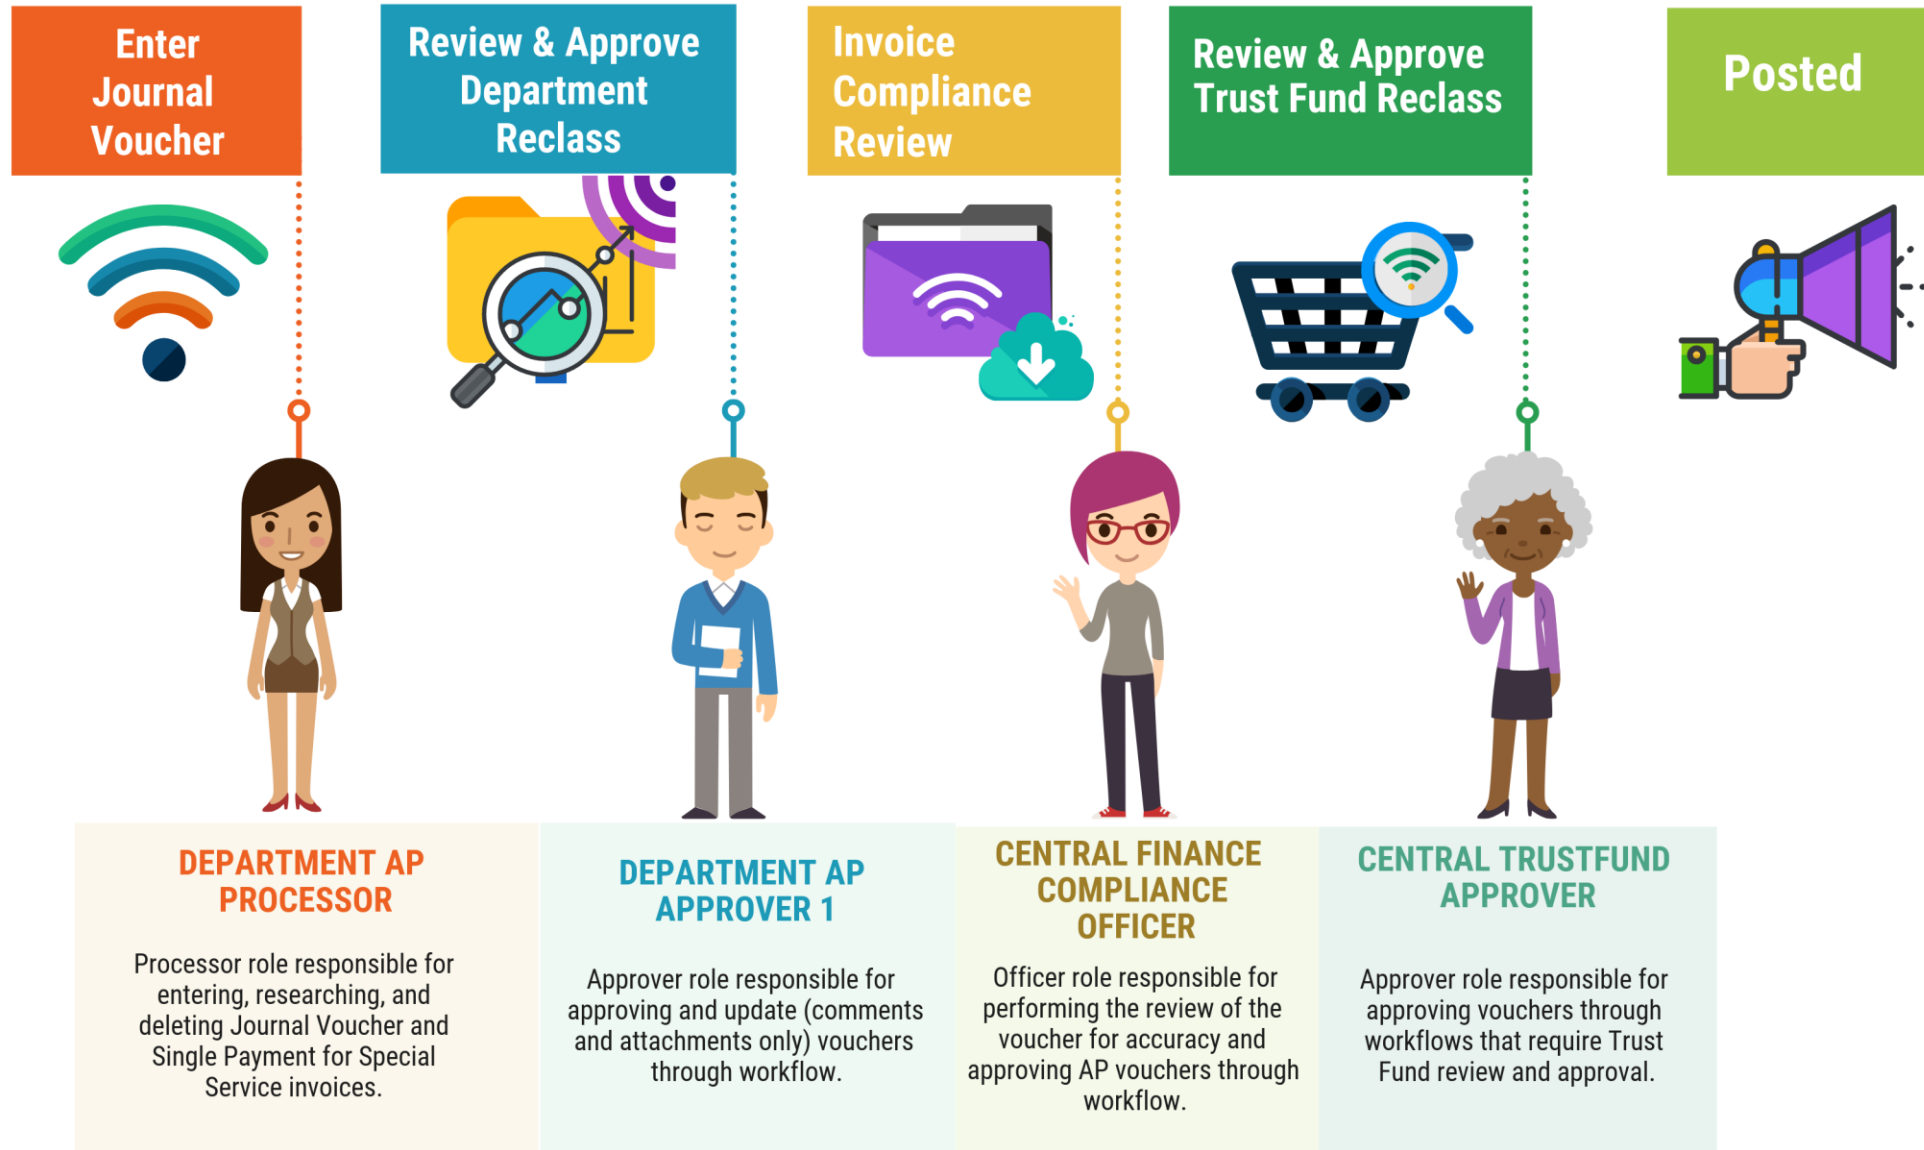 Enter
Journal
Voucher
Review & Approve
Department
Reclass
Invoice
Compliance
Review
Review & Approve
Trust Fund Reclass
Posted
DEPARTMENT AP
PROCESSOR
Processor role responsible for
entering, researching, and
deleting Journal Voucher and
Single Payment for Special
Service invoices.
DEPARTMENT AP
APPROVER 1
Approver role responsible for
approving and update (comments
and attachments only) vouchers
through workflow.
CENTRAL FINANCE
COMPLIANCE
OFFICER
Officer role responsible for
performing the review of the
voucher for accuracy and
approving AP vouchers through
workflow.
CENTRAL TRUSTFUND
APPROVER
Approver role responsible for
approving vouchers through
workflows that require Trust
Fund review and approval.